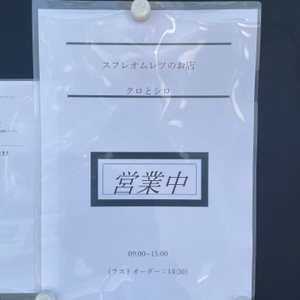 スフレオムレツのお店
クロとシロ
営業中
09:00~15:00
（ラストオーダー：14:30）